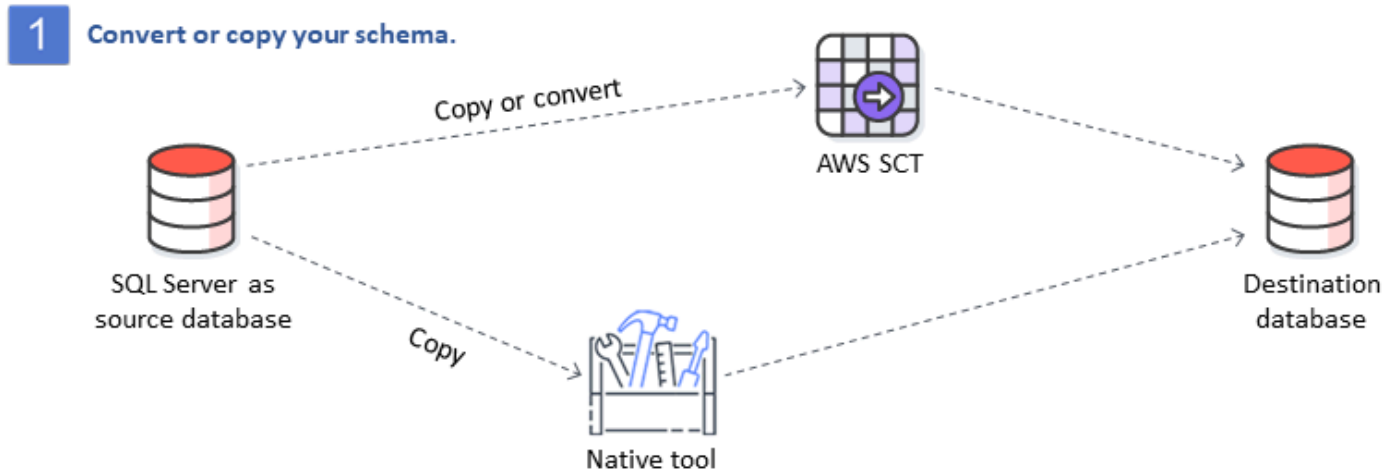 1
Convert or copy your schema.
Copy or convert
AWS SCT
SQL Server as
source database
Destination
database
Copy
Native tool